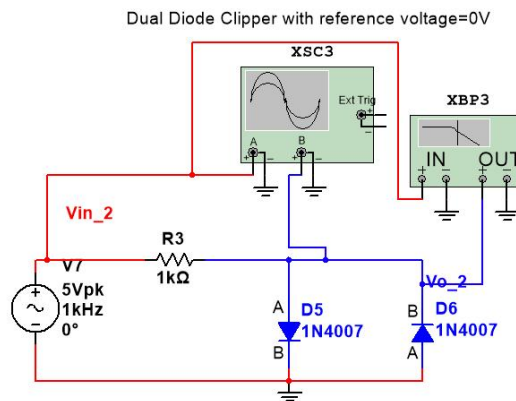 Dual Diode Clipper with reference voltage=0V
XSC3
XBP3
Ext Trig
+
−
A
B
+ − + −
IN OUT
+ − + −
Vin_2
V7
5Vpk
1kHz
0°
+
−
R3
1kΩ
A
D5
1N4007
B
Vo_2
B
D6
1N4007
A